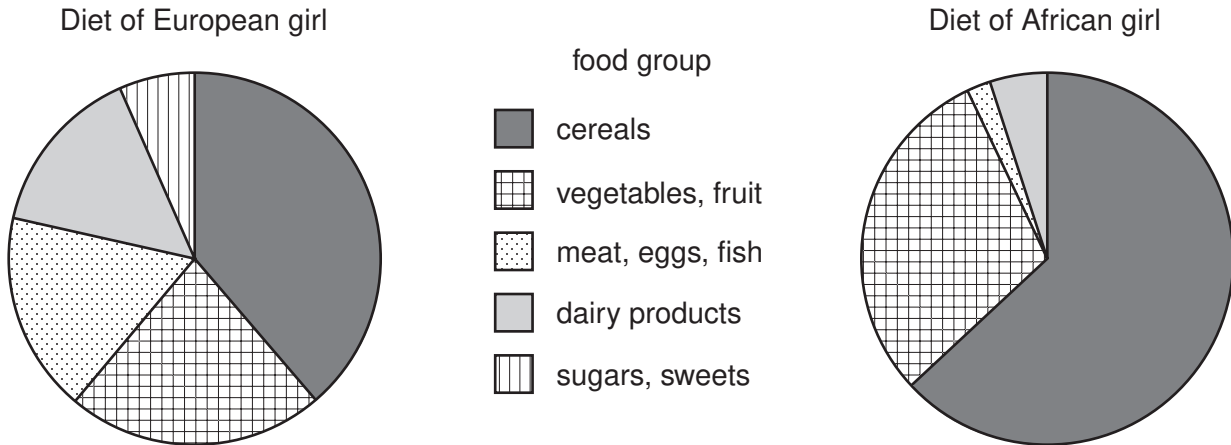 Diet of European girl
food group
cereals
vegetables, fruit
meat, eggs, fish
dairy products
sugars, sweets
Diet of African girl